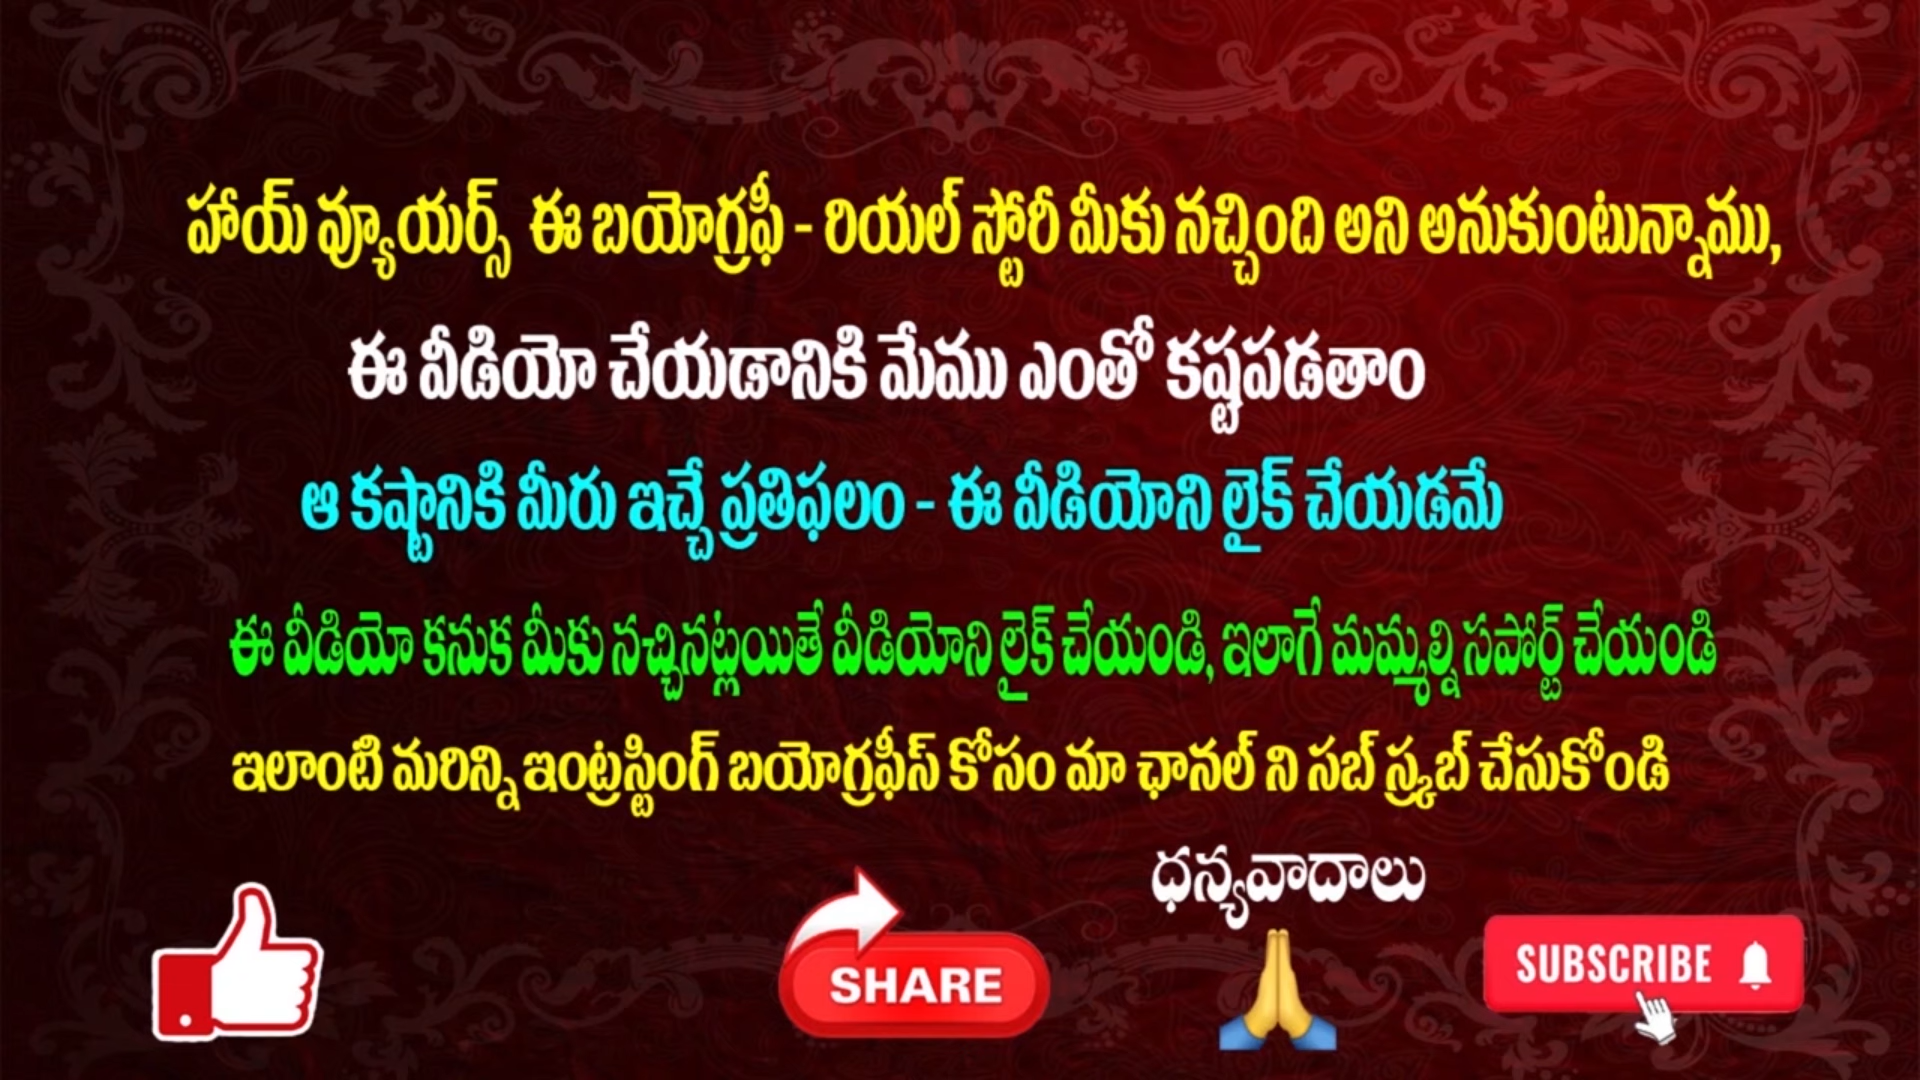 హాయ్ వ్యూయర్స్ ఈ బయోగ్రఫీ - రియల్ స్టోరీ మీకు నచ్చింది అని అనుకుంటున్నాము,
ఈ వీడియో చేయడానికి మేము ఎంతో కష్టపడతాం
ఆ కష్టానికి మీరు ఇచ్చే ప్రతిఫలం - ఈ వీడియోని లైక్ చేయడమే
ఈ వీడియో కనుక మీకు నచ్చినట్లయితే వీడియోని లైక్ చేయండి, ఇలాగే మమ్మల్ని సపోర్ట్ చేయండి
ఇలాంటి మరిన్ని ఇంట్రస్టింగ్ బయోగ్రఫీస్ కోసం మా ఛానల్ ని సబ్ స్క్రబ్ చేసుకోండి
ధన్యవాదాలు
SHARE
SUBSCRIBE